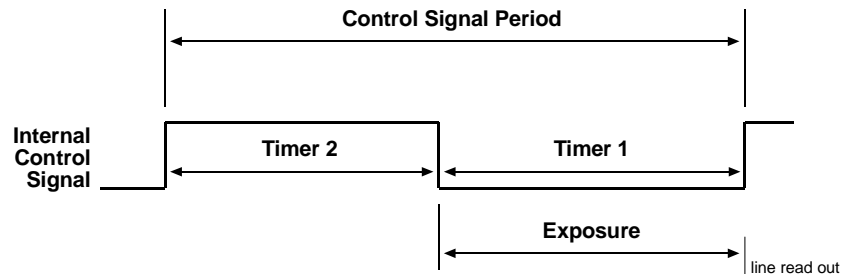 Control Signal Period
Internal
Control
Signal
Timer 2
Timer 1
Exposure
line read out